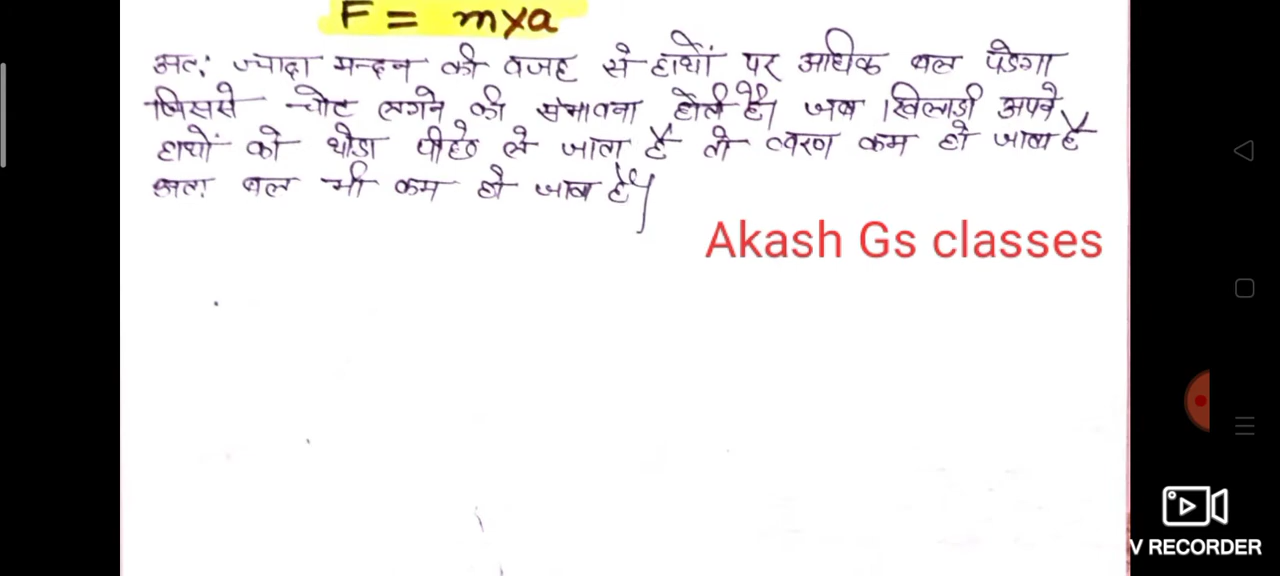 F = m×a
अतः ज्यादा मन्दन की वजह से हाथों पर अधिक बल पडेगा
जिससे चोट लगने की संभावना होती है। जब खिलाडी अपने
हाथों को थोडा पीछे ले जाता है तो त्वरण कम हो जाता है
अतः बल भी कम हो जाता है।
Akash Gs classes
V RECORDER